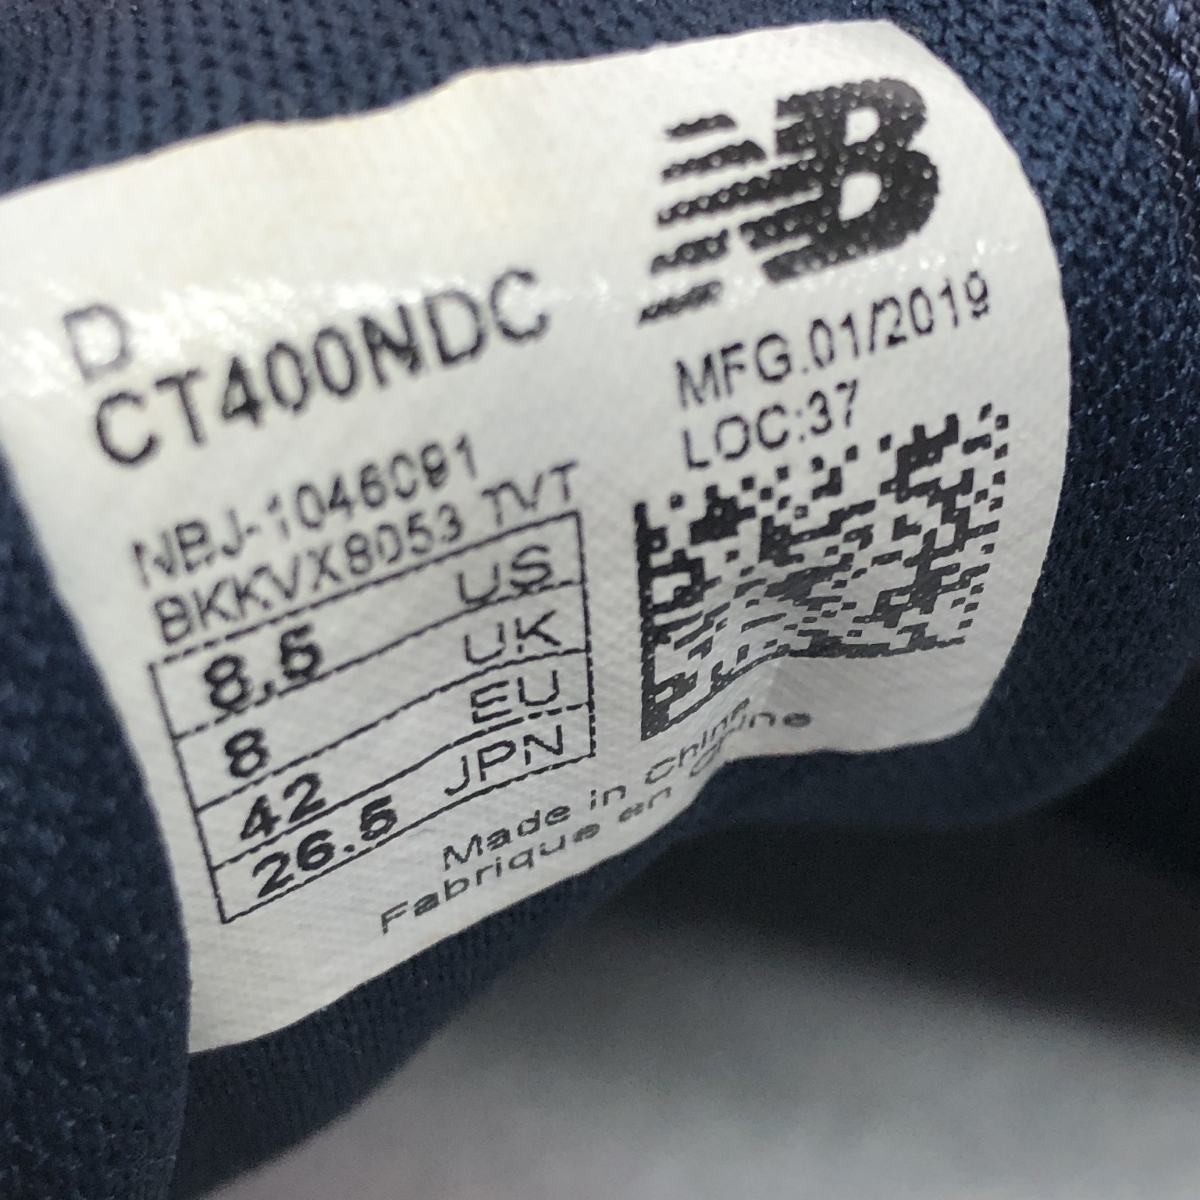 NB
D
CT400NDC
MFG.01/2019
LOC:37
NBJ-1046091
BKKVX8053 TVT
8.5 US
8 UK
42 EU
26.5 JPN
Made in China
Fabrique en Chine